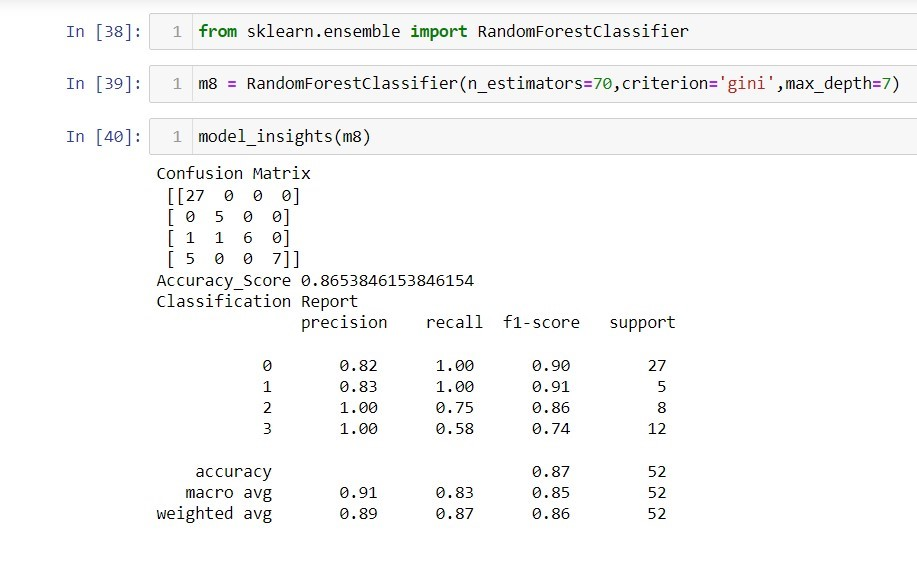 In [38]: 1 from sklearn.ensemble import RandomForestClassifier
In [39]: 1 m8 = RandomForestClassifier(n_estimators=70,criterion='gini',max_depth=7)
In [40]: 1 model_insights(m8)
Confusion Matrix
[[27 0 0 0]
[ 0 5 0 0]
[ 1 1 6 0]
[ 5 0 0 7]]
Accuracy_Score 0.8653846153846154
Classification Report
precision recall f1-score support
0 0.82 1.00 0.90 27
1 0.83 1.00 0.91 5
2 1.00 0.75 0.86 8
3 1.00 0.58 0.74 12
accuracy 0.87 52
macro avg 0.91 0.83 0.85 52
weighted avg 0.89 0.87 0.86 52